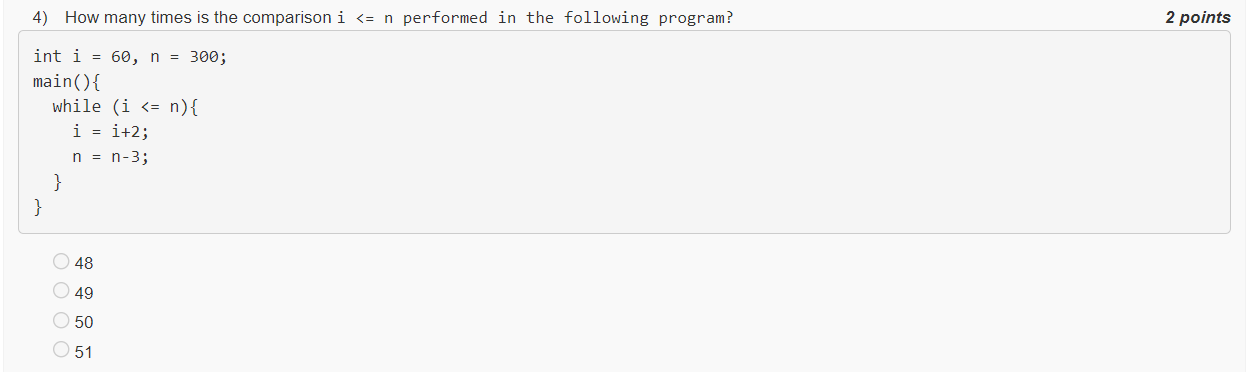 4) How many times is the comparison i <= n performed in the following program? 2 points
int i = 60, n = 300;
main(){
  while (i <= n){
    i = i+2;
    n = n-3;
  }
}
48
49
50
51